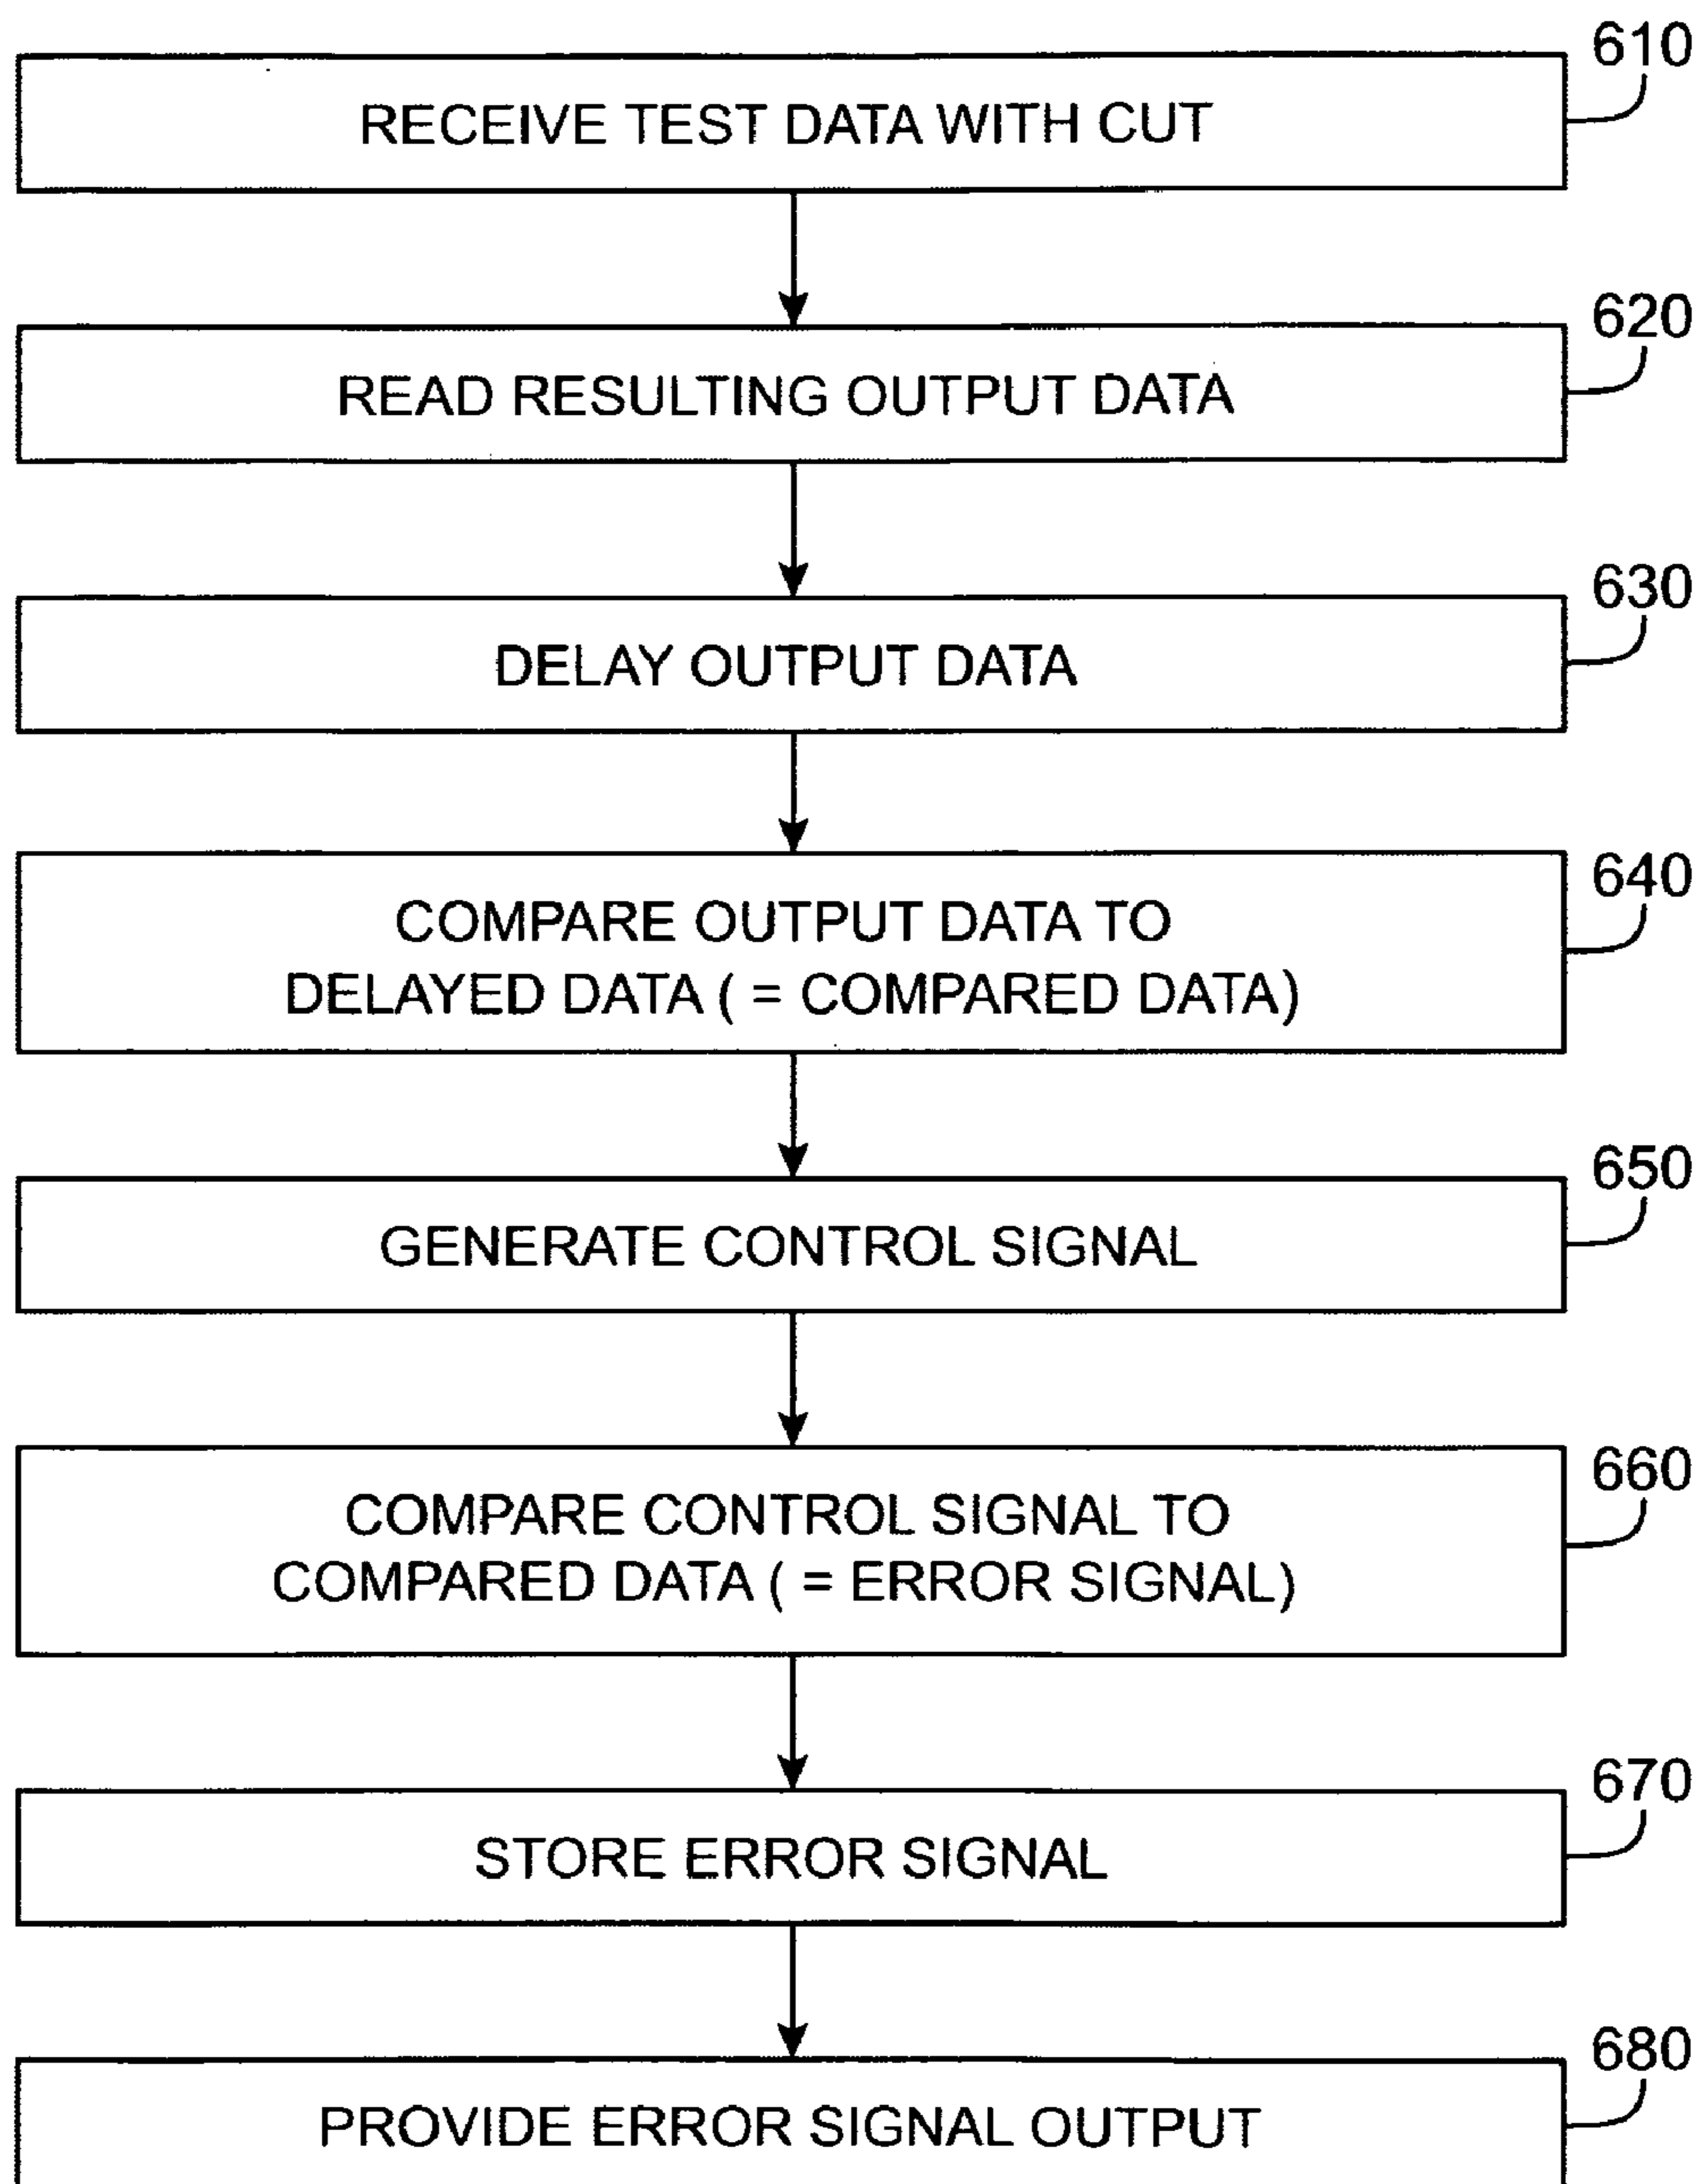 610
RECEIVE TEST DATA WITH CUT
620
READ RESULTING OUTPUT DATA
630
DELAY OUTPUT DATA
640
COMPARE OUTPUT DATA TO
DELAYED DATA ( = COMPARED DATA)
650
GENERATE CONTROL SIGNAL
660
COMPARE CONTROL SIGNAL TO
COMPARED DATA ( = ERROR SIGNAL)
670
STORE ERROR SIGNAL
680
PROVIDE ERROR SIGNAL OUTPUT